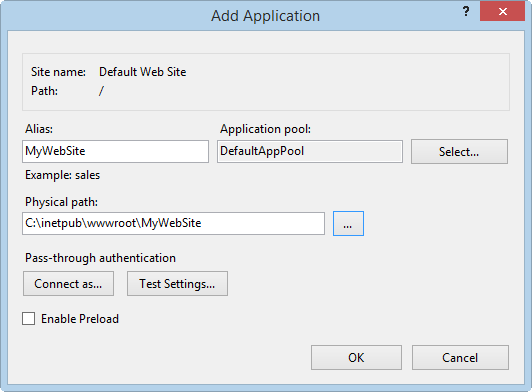 Add Application
?
Site name: Default Web Site
Path: /
Alias: Application pool:
MyWebSite DefaultAppPool Select...
Example: sales
Physical path:
C:\inetpub\wwwroot\MyWebSite ...
Pass-through authentication
Connect as... Test Settings...
Enable Preload
OK Cancel